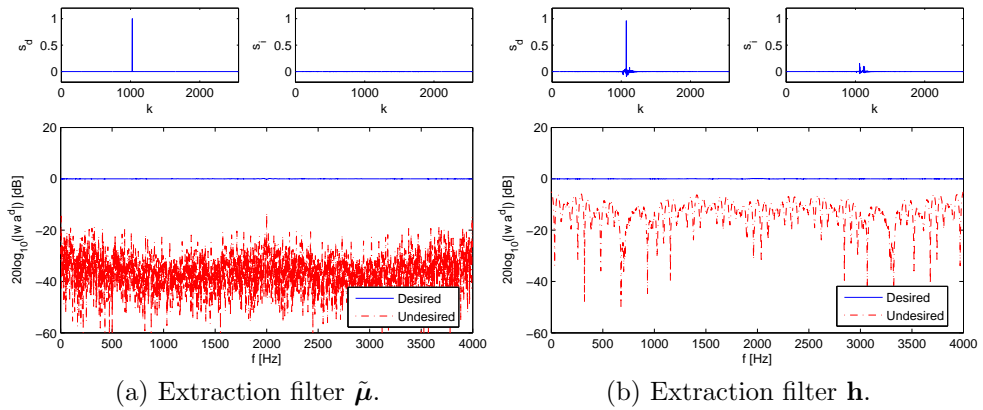 1
0.5
0
s_d
0 1000 2000
k
1
0.5
0
s_i
0 1000 2000
k
20
0
−20
−40
−60
20log_10(|w a^d|) [dB]
Desired
Undesired
0 500 1000 1500 2000 2500 3000 3500 4000
f [Hz]
(a) Extraction filter μ̃.
1
0.5
0
s_d
0 1000 2000
k
1
0.5
0
s_i
0 1000 2000
k
20
0
−20
−40
−60
20log_10(|w a^d|) [dB]
Desired
Undesired
0 500 1000 1500 2000 2500 3000 3500 4000
f [Hz]
(b) Extraction filter h.